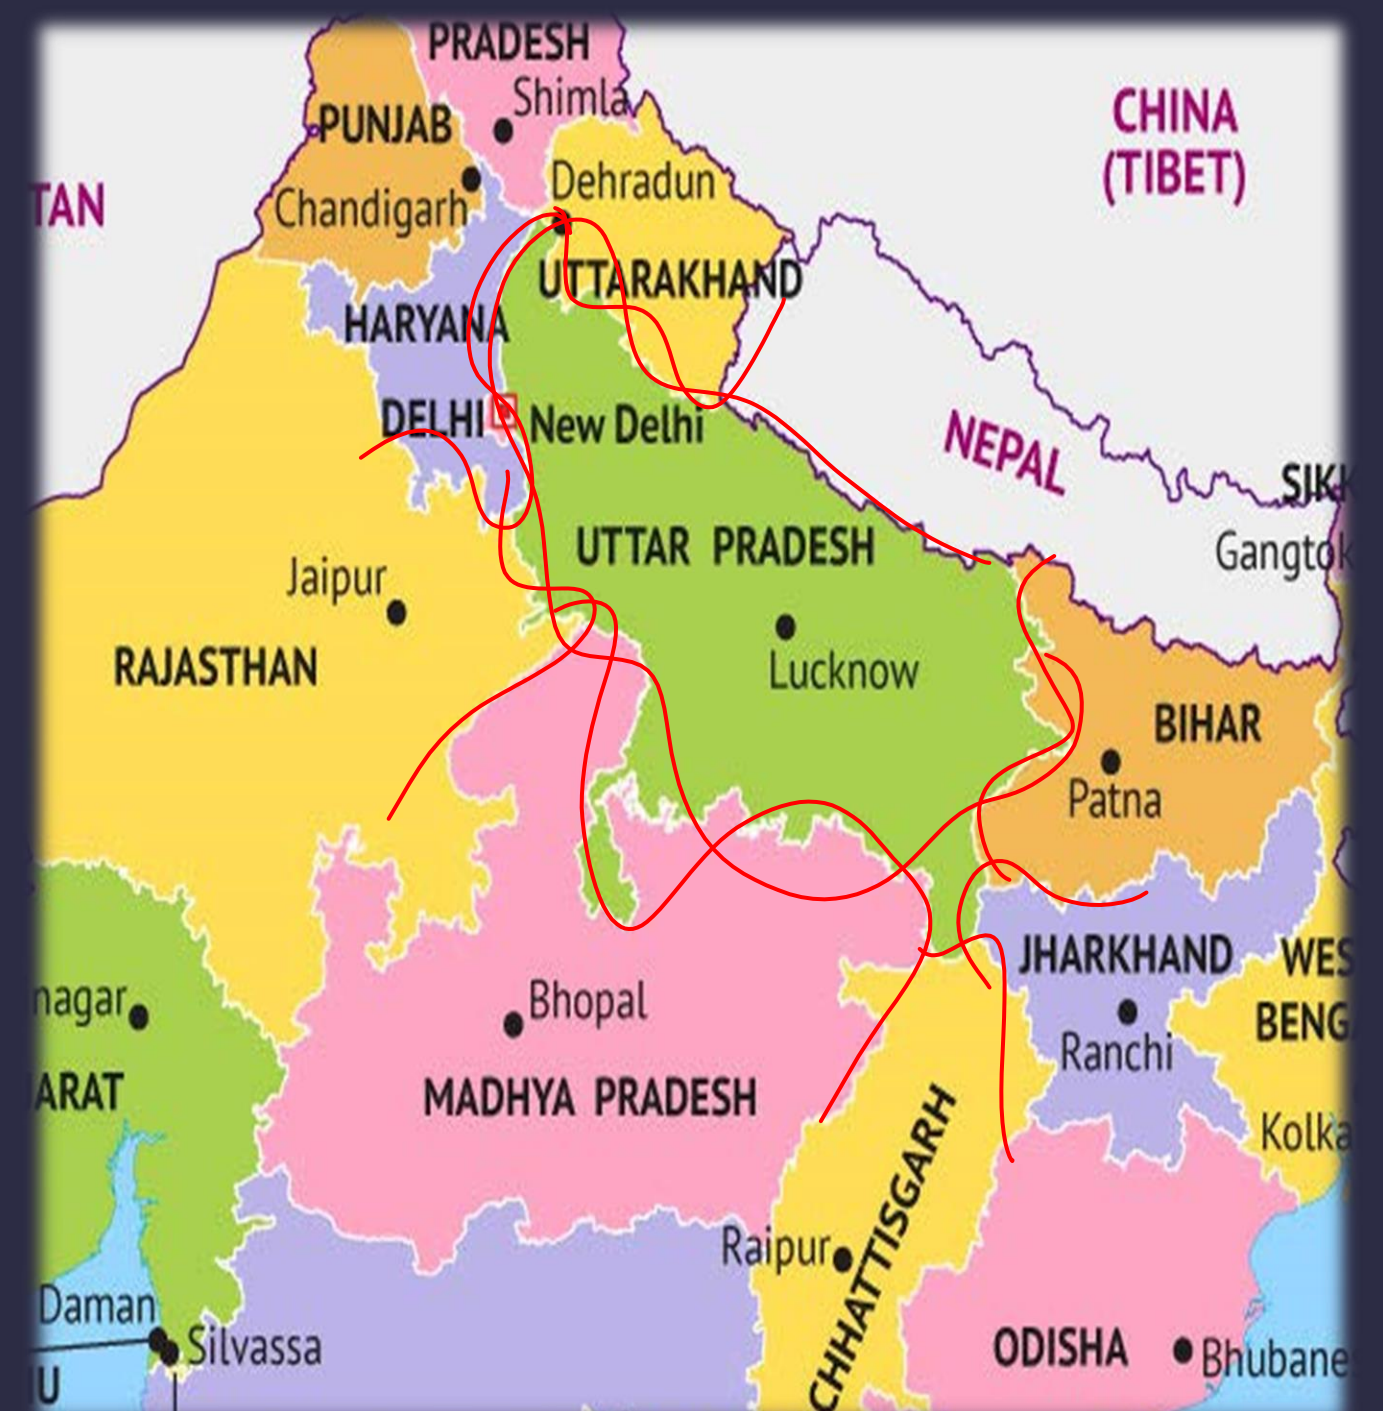 PRADESH
Shimla
CHINA
(TIBET)
PUNJAB
Chandigarh
Dehradun
TAN
UTTARAKHAND
HARYANA
DELHI
New Delhi
NEPAL
SIKK
Gangtok
UTTAR PRADESH
Jaipur
RAJASTHAN
Lucknow
BIHAR
Patna
JHARKHAND
WES
BENG
nagar
Bhopal
Ranchi
ARAT
MADHYA PRADESH
Kolka
CHHATTISGARH
Raipur
Daman
Silvassa
ODISHA
Bhubane
U